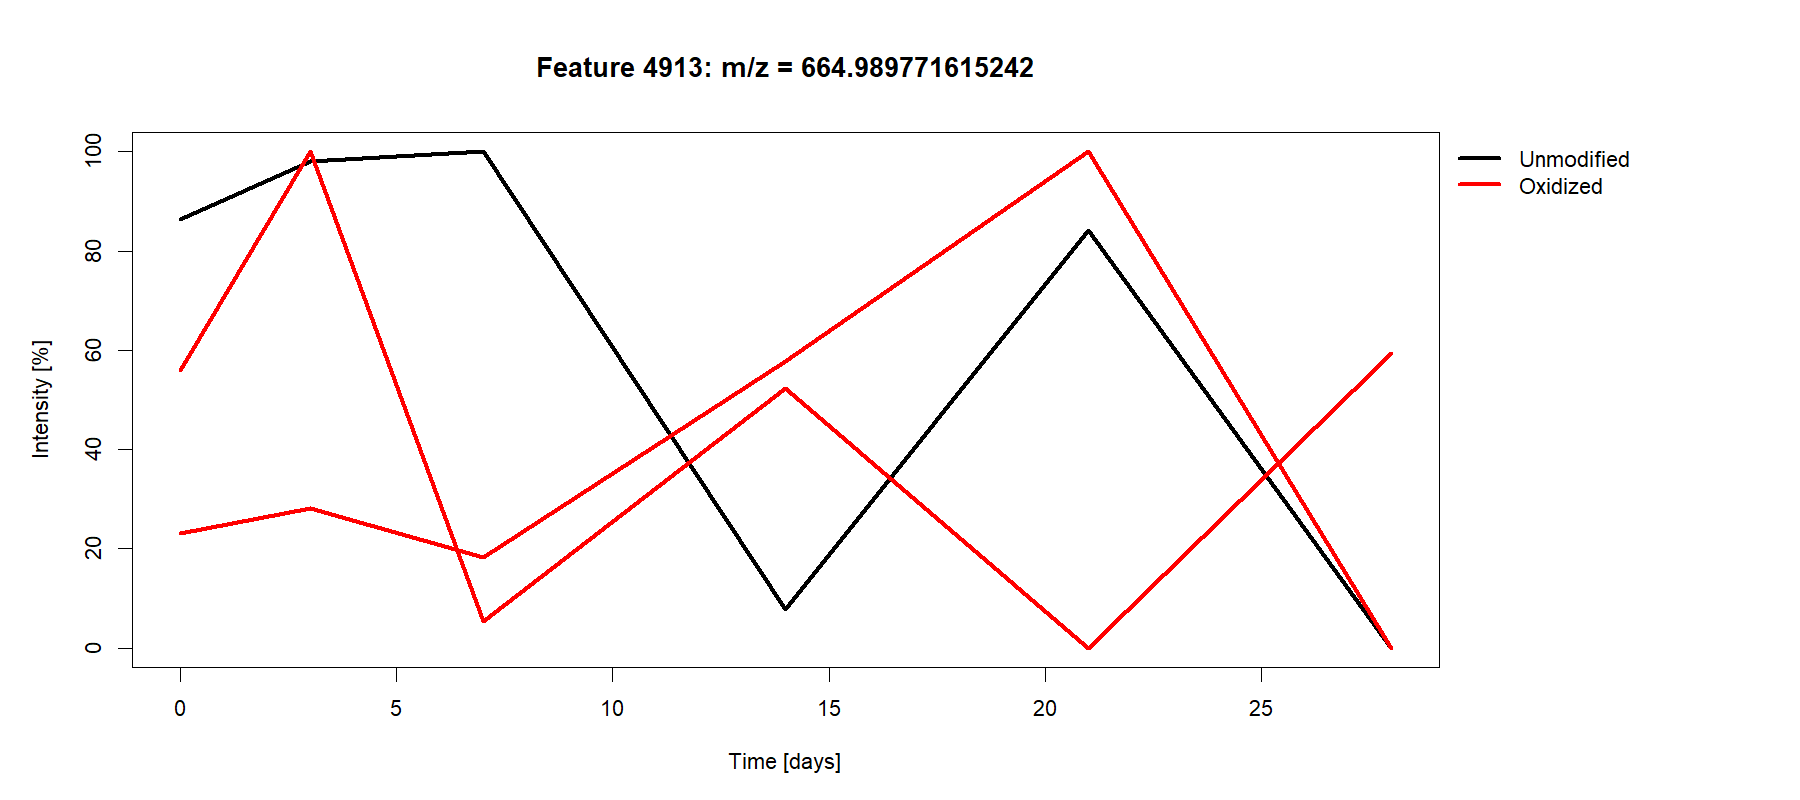 Feature 4913: m/z = 664.989771615242
Unmodified
Oxidized
Intensity [%]
100
80
60
40
20
0
0 5 10 15 20 25
Time [days]